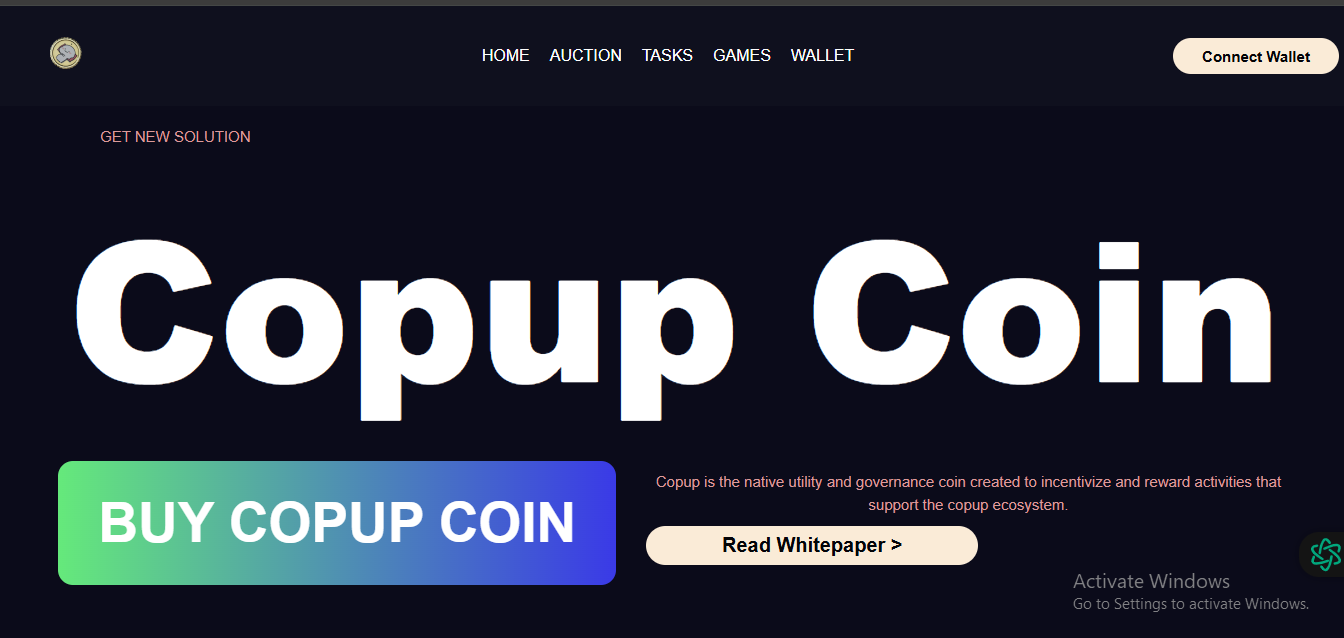 HOME AUCTION TASKS GAMES WALLET
Connect Wallet
GET NEW SOLUTION
Copup Coin
BUY COPUP COIN
Copup is the native utility and governance coin created to incentivize and reward activities that
support the copup ecosystem.
Read Whitepaper >
Activate Windows
Go to Settings to activate Windows.